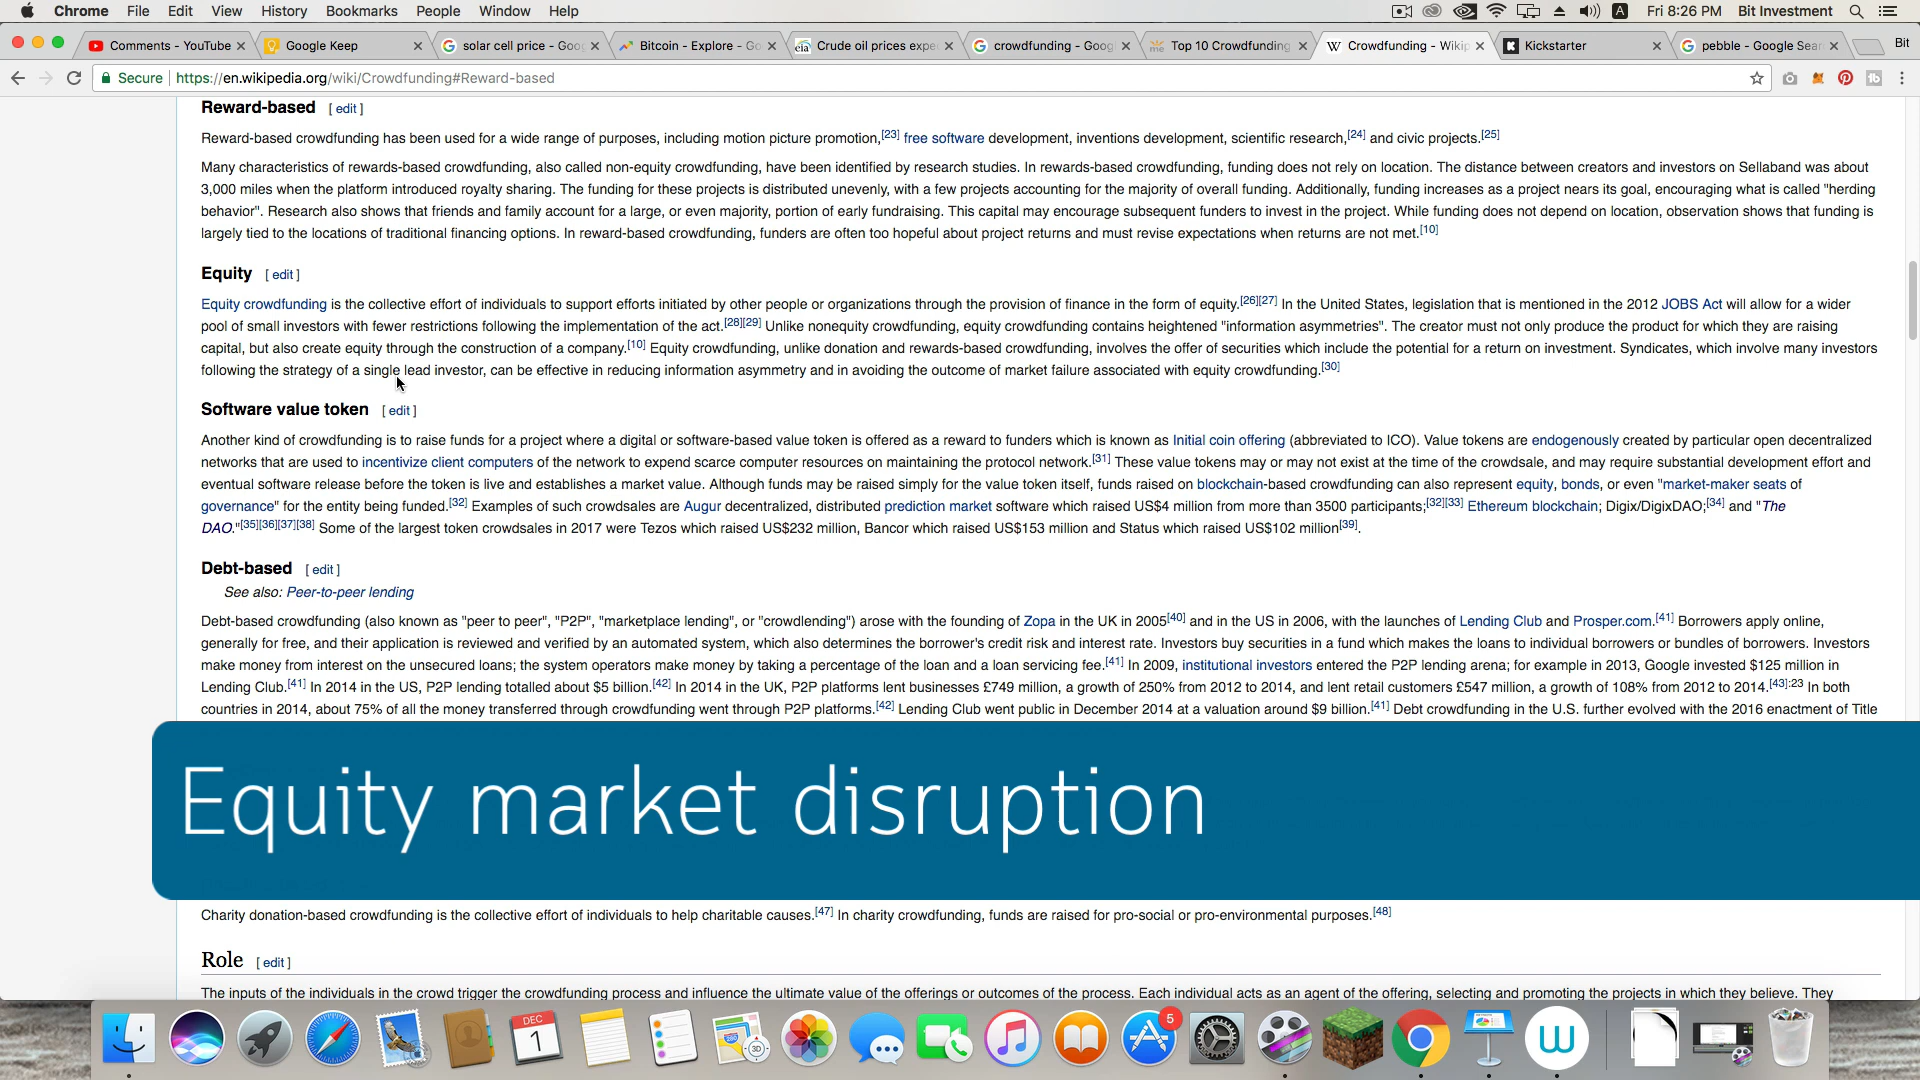 Chrome File Edit View History Bookmarks People Window Help Fri 8:26 PM Bit Investment
Comments - YouTube Google Keep solar cell price - Goo Bitcoin - Explore - Go Crude oil prices expe crowdfunding - Goog Top 10 Crowdfunding Crowdfunding - Wikip Kickstarter pebble - Google Sear Bit
Secure https://en.wikipedia.org/wiki/Crowdfunding#Reward-based
Reward-based [ edit ]
Reward-based crowdfunding has been used for a wide range of purposes, including motion picture promotion,[23] free software development, inventions development, scientific research,[24] and civic projects.[25]
Many characteristics of rewards-based crowdfunding, also called non-equity crowdfunding, have been identified by research studies. In rewards-based crowdfunding, funding does not rely on location. The distance between creators and investors on Sellaband was about
3,000 miles when the platform introduced royalty sharing. The funding for these projects is distributed unevenly, with a few projects accounting for the majority of overall funding. Additionally, funding increases as a project nears its goal, encouraging what is called "herding
behavior". Research also shows that friends and family account for a large, or even majority, portion of early fundraising. This capital may encourage subsequent funders to invest in the project. While funding does not depend on location, observation shows that funding is
largely tied to the locations of traditional financing options. In reward-based crowdfunding, funders are often too hopeful about project returns and must revise expectations when returns are not met.[10]
Equity [ edit ]
Equity crowdfunding is the collective effort of individuals to support efforts initiated by other people or organizations through the provision of finance in the form of equity.[26][27] In the United States, legislation that is mentioned in the 2012 JOBS Act will allow for a wider
pool of small investors with fewer restrictions following the implementation of the act.[28][29] Unlike nonequity crowdfunding, equity crowdfunding contains heightened "information asymmetries". The creator must not only produce the product for which they are raising
capital, but also create equity through the construction of a company.[10] Equity crowdfunding, unlike donation and rewards-based crowdfunding, involves the offer of securities which include the potential for a return on investment. Syndicates, which involve many investors
following the strategy of a single lead investor, can be effective in reducing information asymmetry and in avoiding the outcome of market failure associated with equity crowdfunding.[30]
Software value token [ edit ]
Another kind of crowdfunding is to raise funds for a project where a digital or software-based value token is offered as a reward to funders which is known as Initial coin offering (abbreviated to ICO). Value tokens are endogenously created by particular open decentralized
networks that are used to incentivize client computers of the network to expend scarce computer resources on maintaining the protocol network.[31] These value tokens may or may not exist at the time of the crowdsale, and may require substantial development effort and
eventual software release before the token is live and establishes a market value. Although funds may be raised simply for the value token itself, funds raised on blockchain-based crowdfunding can also represent equity, bonds, or even "market-maker seats of
governance" for the entity being funded.[32] Examples of such crowdsales are Augur decentralized, distributed prediction market software which raised US$4 million from more than 3500 participants;[32][33] Ethereum blockchain; Digix/DigixDAO;[34] and "The
DAO."[35][36][37][38] Some of the largest token crowdsales in 2017 were Tezos which raised US$232 million, Bancor which raised US$153 million and Status which raised US$102 million[39].
Debt-based [ edit ]
See also: Peer-to-peer lending
Debt-based crowdfunding (also known as "peer to peer", "P2P", "marketplace lending", or "crowdlending") arose with the founding of Zopa in the UK in 2005[40] and in the US in 2006, with the launches of Lending Club and Prosper.com.[41] Borrowers apply online,
generally for free, and their application is reviewed and verified by an automated system, which also determines the borrower's credit risk and interest rate. Investors buy securities in a fund which makes the loans to individual borrowers or bundles of borrowers. Investors
make money from interest on the unsecured loans; the system operators make money by taking a percentage of the loan and a loan servicing fee.[41] In 2009, institutional investors entered the P2P lending arena; for example in 2013, Google invested $125 million in
Lending Club.[41] In 2014 in the US, P2P lending totalled about $5 billion.[42] In 2014 in the UK, P2P platforms lent businesses £749 million, a growth of 250% from 2012 to 2014, and lent retail customers £547 million, a growth of 108% from 2012 to 2014.[43]:23 In both
countries in 2014, about 75% of all the money transferred through crowdfunding went through P2P platforms.[42] Lending Club went public in December 2014 at a valuation around $9 billion.[41] Debt crowdfunding in the U.S. further evolved with the 2016 enactment of Title
Equity market disruption
Charity donation-based crowdfunding is the collective effort of individuals to help charitable causes.[47] In charity crowdfunding, funds are raised for pro-social or pro-environmental purposes.[48]
Role [ edit ]
The inputs of the individuals in the crowd trigger the crowdfunding process and influence the ultimate value of the offerings or outcomes of the process. Each individual acts as an agent of the offering, selecting and promoting the projects in which they believe. They
DEC
1
5